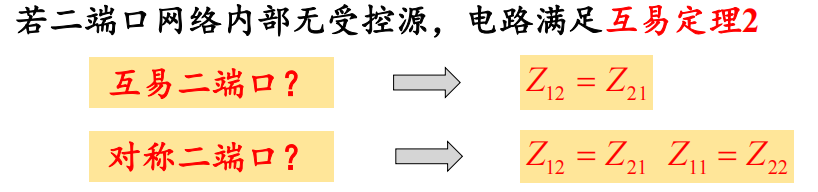 若二端口网络内部无受控源，电路满足互易定理2
互易二端口？ Z₁₂ = Z₂₁
对称二端口？ Z₁₂ = Z₂₁ Z₁₁ = Z₂₂